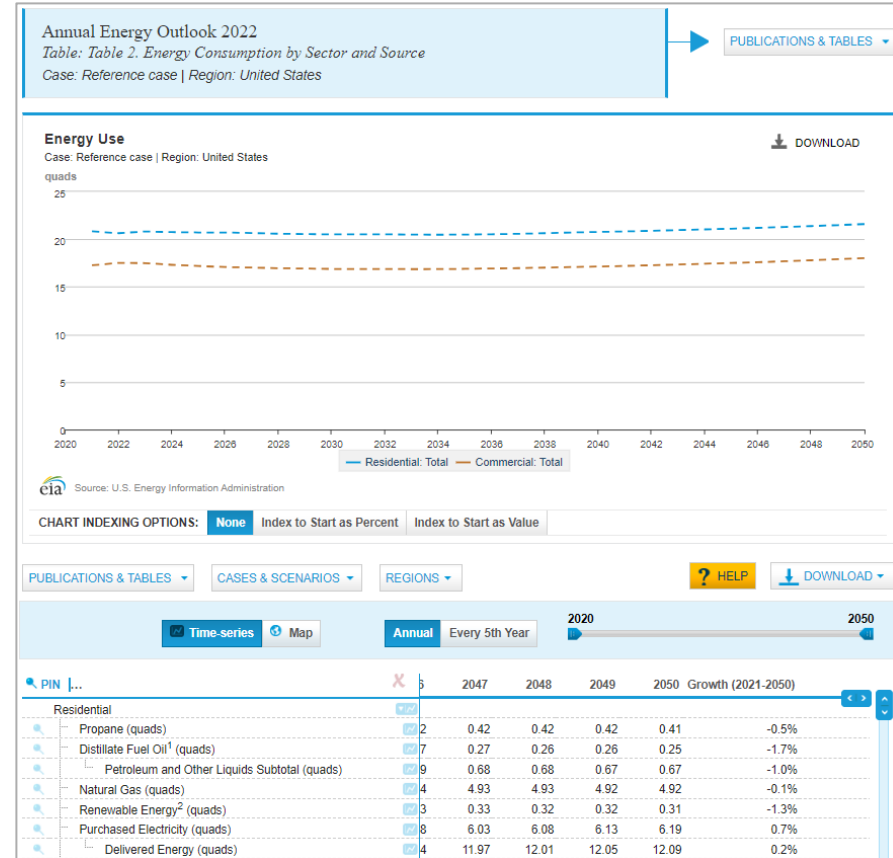 Annual Energy Outlook 2022
Table: Table 2. Energy Consumption by Sector and Source
Case: Reference case | Region: United States
PUBLICATIONS & TABLES
Energy Use
Case: Reference case | Region: United States
DOWNLOAD
quads
25
20
15
10
5
0
2020 2022 2024 2026 2028 2030 2032 2034 2036 2038 2040 2042 2044 2046 2048 2050
Residential: Total Commercial: Total
eia Source: U.S. Energy Information Administration
CHART INDEXING OPTIONS: None Index to Start as Percent Index to Start as Value
PUBLICATIONS & TABLES CASES & SCENARIOS REGIONS ? HELP DOWNLOAD
Time-series Map Annual Every 5th Year 2020 2050
PIN |... 2047 2048 2049 2050 Growth (2021-2050)
Residential
Propane (quads) 2 0.42 0.42 0.42 0.41 -0.5%
Distillate Fuel Oil¹ (quads) 7 0.27 0.26 0.26 0.25 -1.7%
Petroleum and Other Liquids Subtotal (quads) 9 0.68 0.68 0.67 0.67 -1.0%
Natural Gas (quads) 4 4.93 4.93 4.92 4.92 -0.1%
Renewable Energy² (quads) 3 0.33 0.32 0.32 0.31 -1.3%
Purchased Electricity (quads) 8 6.03 6.08 6.13 6.19 0.7%
Delivered Energy (quads) 4 11.97 12.01 12.05 12.09 0.2%